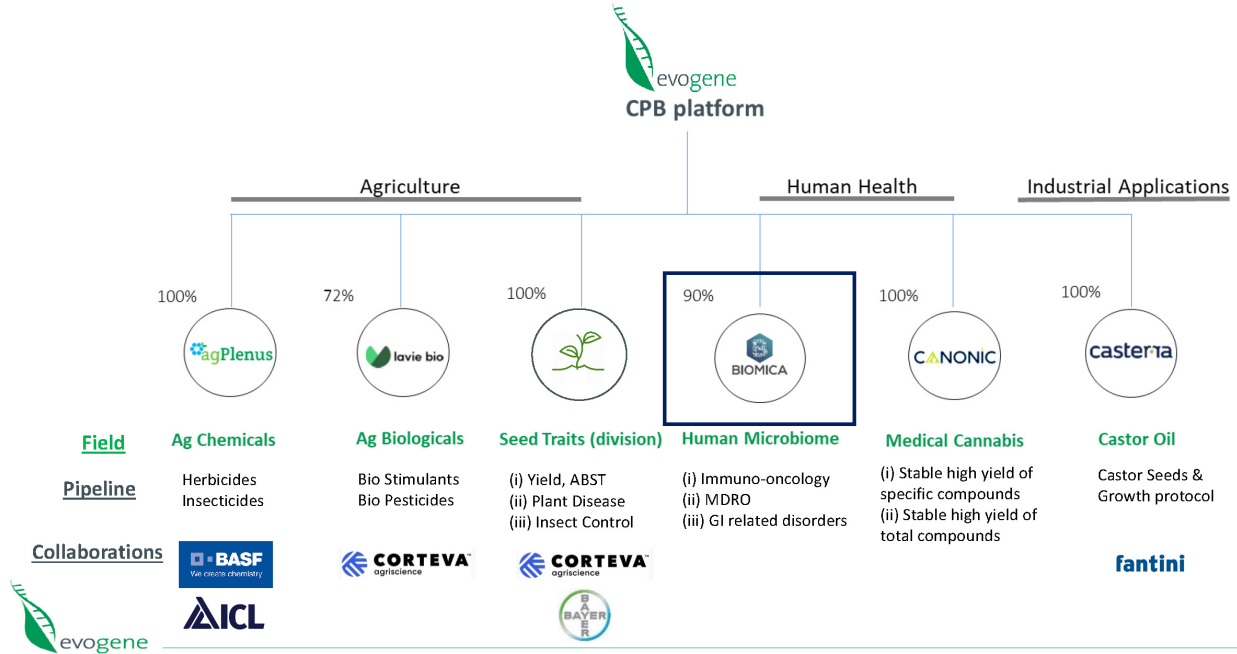 evogene
CPB platform
Agriculture
Human Health
Industrial Applications
100%
72%
100%
90%
100%
100%
agPlenus
lavie bio
BIOMICA
CANONIC
casterra
Field
Ag Chemicals
Ag Biologicals
Seed Traits (division)
Human Microbiome
Medical Cannabis
Castor Oil
Pipeline
Herbicides
Insecticides
Bio Stimulants
Bio Pesticides
(i) Yield, ABST
(ii) Plant Disease
(iii) Insect Control
(i) Immuno-oncology
(ii) MDRO
(iii) GI related disorders
(i) Stable high yield of
specific compounds
(ii) Stable high yield of
total compounds
Castor Seeds &
Growth protocol
Collaborations
BASF
We create chemistry
ICL
CORTEVA™
agriscience
CORTEVA™
agriscience
BAYER
BAYER
fantini
evogene